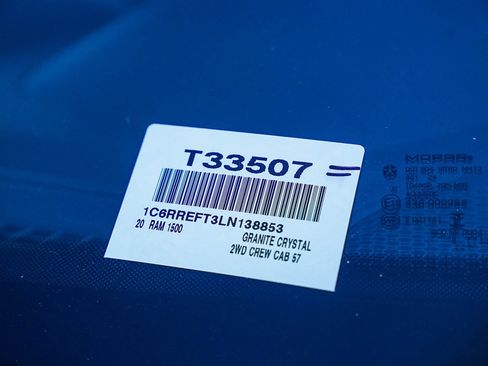 T33507 =
1C6RREFT3LN138853
20 RAM 1500
GRANITE CRYSTAL
2WD CREW CAB 57
MOPAR